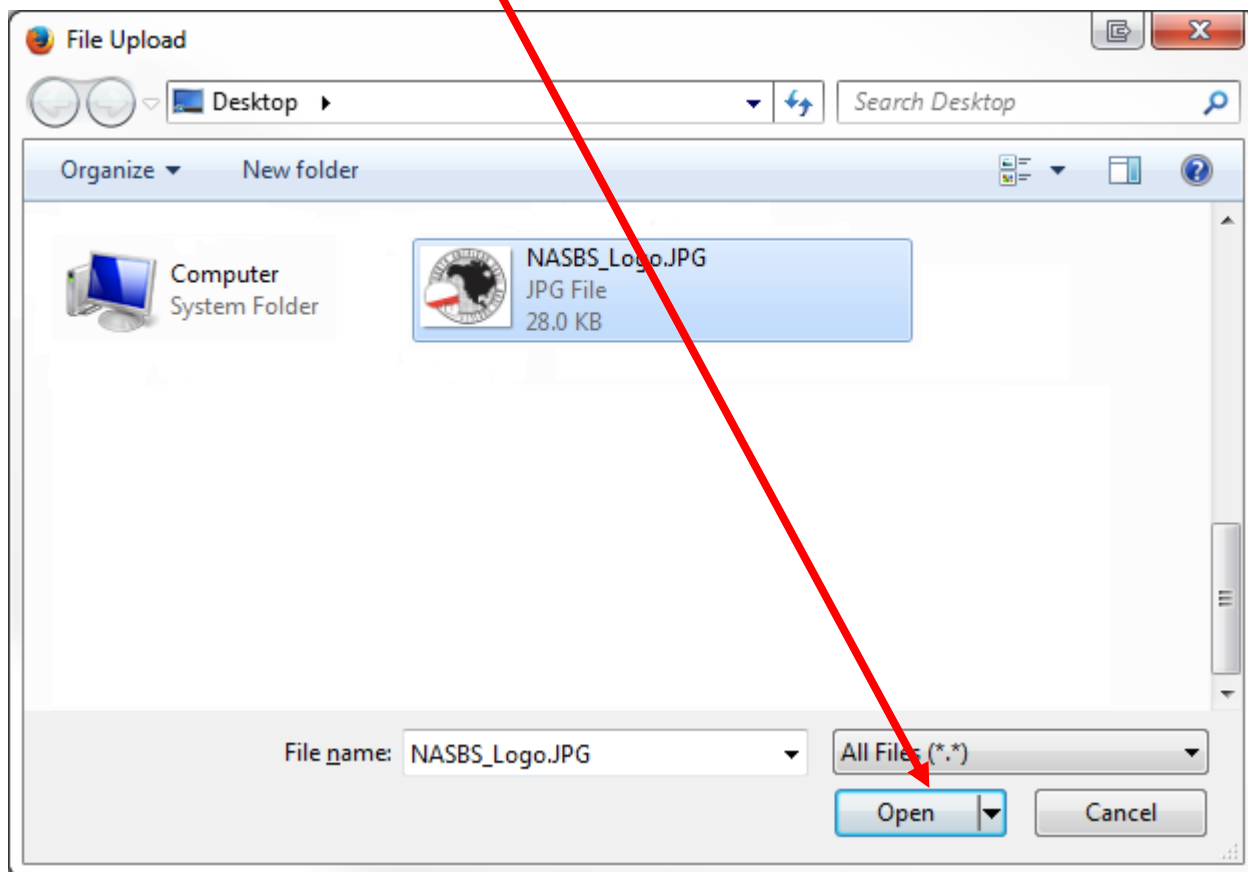 File Upload
Desktop
Search Desktop
Organize
New folder
Computer
System Folder
NASBS_Logo.JPG
JPG File
28.0 KB
File name: NASBS_Logo.JPG
All Files (*.*)
Open
Cancel